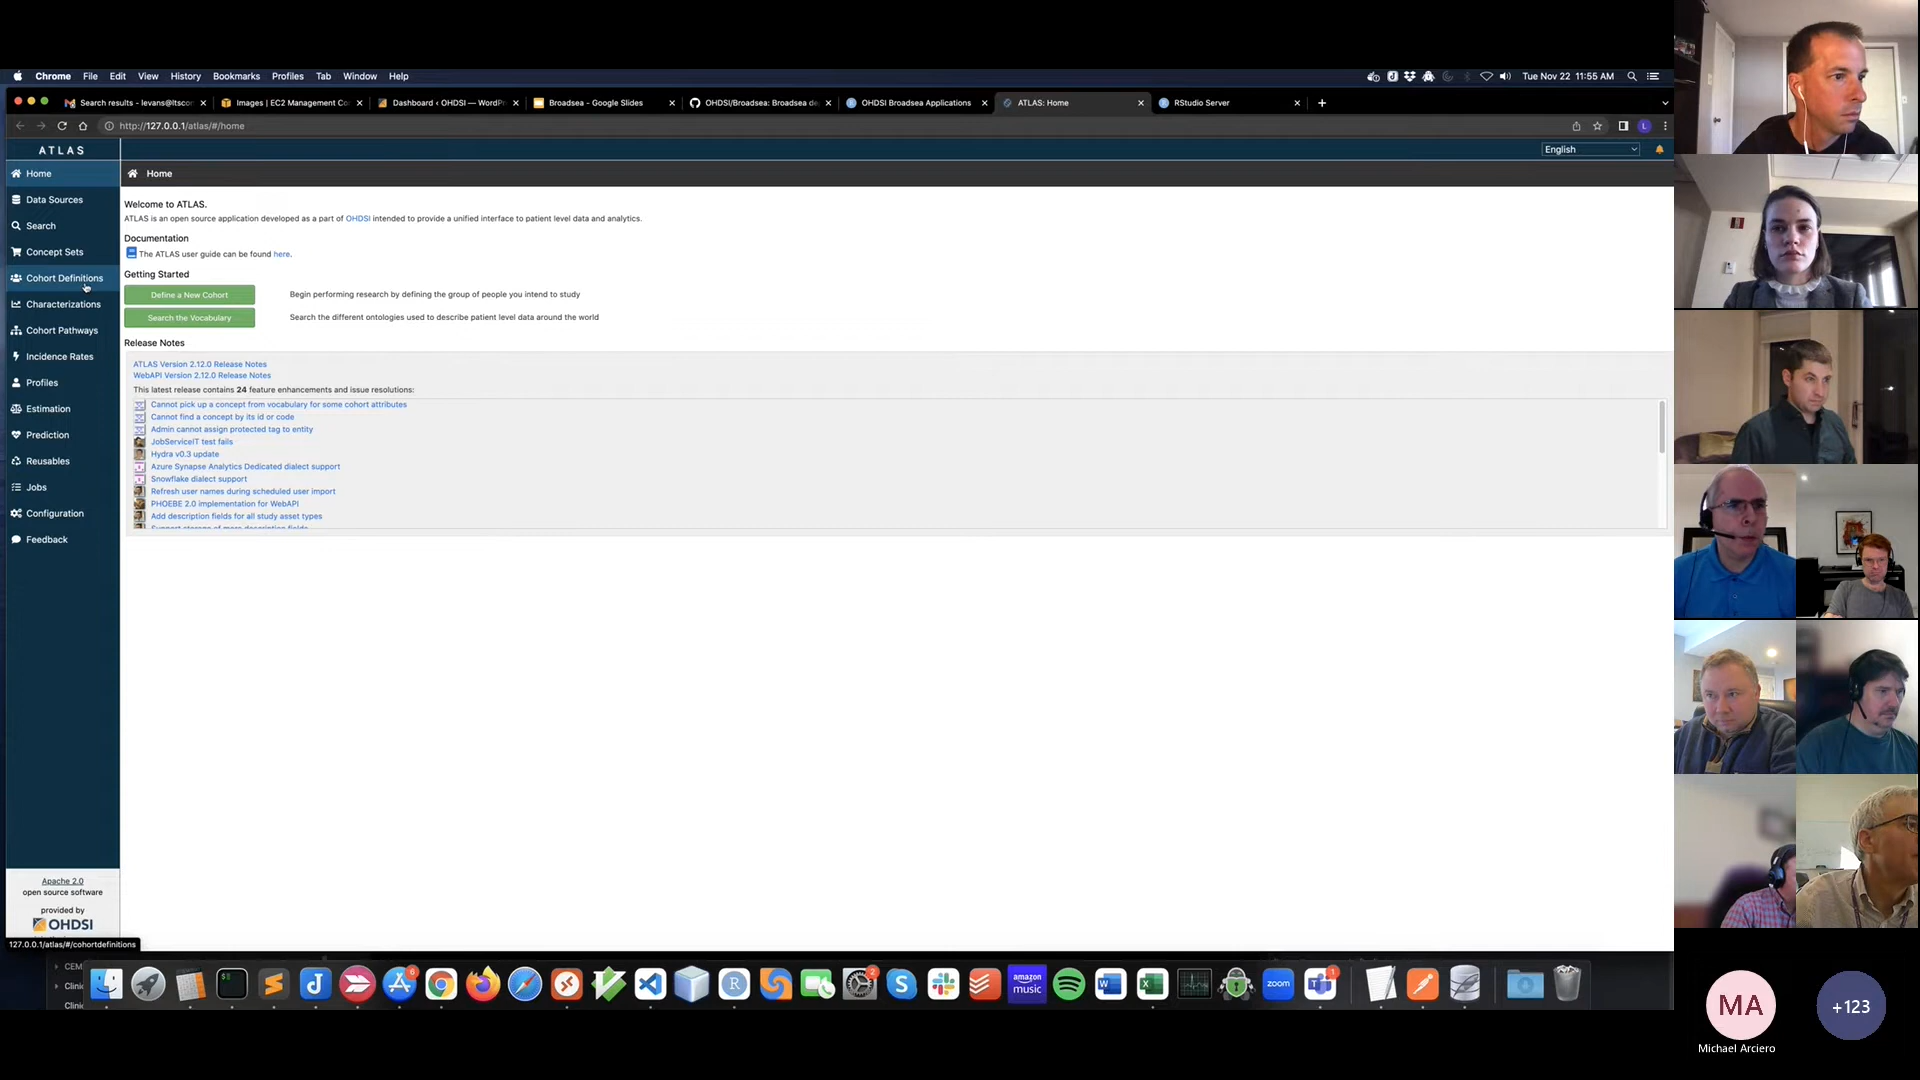 Chrome File Edit View History Bookmarks Profiles Tab Window Help
Tue Nov 22 11:55 AM
Search results - levans@ltscor
Images | EC2 Management Co
Dashboard ‹ OHDSI — WordPr
Broadsea - Google Slides
OHDSI/Broadsea: Broadsea de
OHDSI Broadsea Applications
ATLAS: Home
RStudio Server
http://127.0.0.1/atlas/#/home
L
ATLAS
English
Home
Data Sources
Search
Concept Sets
Cohort Definitions
Characterizations
Cohort Pathways
Incidence Rates
Profiles
Estimation
Prediction
Reusables
Jobs
Configuration
Feedback
Apache 2.0
open source software
provided by
OHDSI
127.0.0.1/atlas/#/cohortdefinitions
Home
Welcome to ATLAS.
ATLAS is an open source application developed as a part of OHDSI intended to provide a unified interface to patient level data and analytics.
Documentation
The ATLAS user guide can be found here.
Getting Started
Define a New Cohort
Begin performing research by defining the group of people you intend to study
Search the Vocabulary
Search the different ontologies used to describe patient level data around the world
Release Notes
ATLAS Version 2.12.0 Release Notes
WebAPI Version 2.12.0 Release Notes
This latest release contains 24 feature enhancements and issue resolutions:
Cannot pick up a concept from vocabulary for some cohort attributes
Cannot find a concept by its id or code
Admin cannot assign protected tag to entity
JobServiceIT test fails
Hydra v0.3 update
Azure Synapse Analytics Dedicated dialect support
Snowflake dialect support
Refresh user names during scheduled user import
PHOEBE 2.0 implementation for WebAPI
Add description fields for all study asset types
CEM
Clinic
Clinic
6
2
amazon music
zoom
1
MA
+123
Michael Arciero